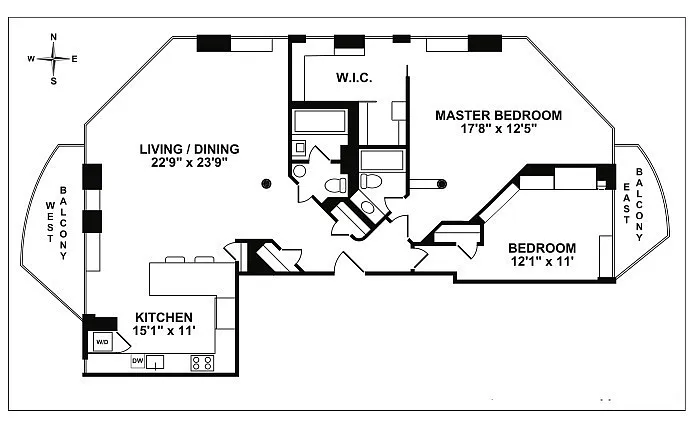 N
W E
S
W.I.C.
MASTER BEDROOM
17'8" x 12'5"
LIVING / DINING
22'9" x 23'9"
BALCONY
WEST
BALCONY
EAST
BEDROOM
12'1" x 11'
KITCHEN
15'1" x 11'
W/D
DW